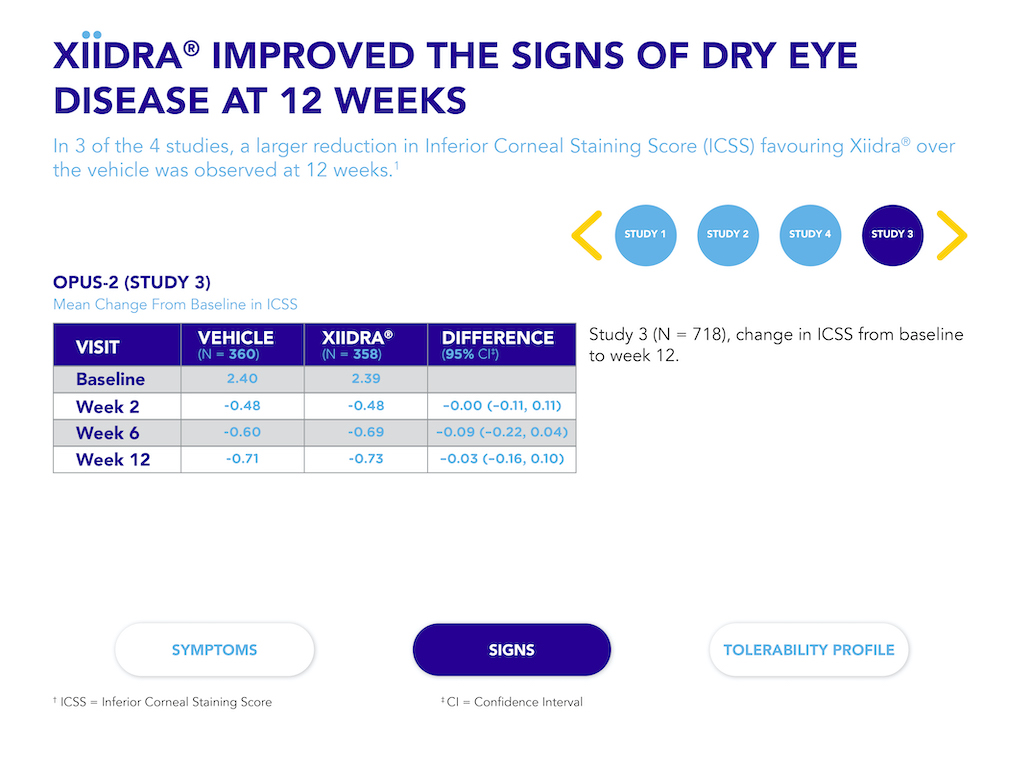 XÏÏDRA® IMPROVED THE SIGNS OF DRY EYE
DISEASE AT 12 WEEKS
In 3 of the 4 studies, a larger reduction in Inferior Corneal Staining Score (ICSS) favouring Xiidra® over
the vehicle was observed at 12 weeks.¹
STUDY 1
STUDY 2
STUDY 4
STUDY 3
OPUS-2 (STUDY 3)
Mean Change From Baseline in ICSS
VISIT VEHICLE (N = 360) XIIDRA® (N = 358) DIFFERENCE (95% CI‡)
Baseline 2.40 2.39
Week 2 -0.48 -0.48 –0.00 (–0.11, 0.11)
Week 6 -0.60 -0.69 –0.09 (–0.22, 0.04)
Week 12 -0.71 -0.73 –0.03 (–0.16, 0.10)
Study 3 (N = 718), change in ICSS from baseline
to week 12.
SYMPTOMS
SIGNS
TOLERABILITY PROFILE
† ICSS = Inferior Corneal Staining Score
‡ CI = Confidence Interval